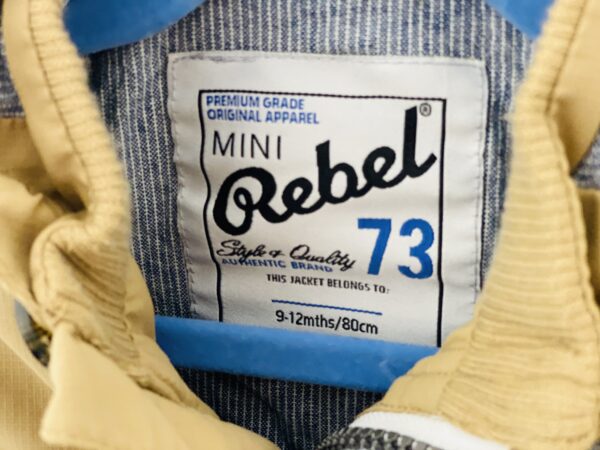 PREMIUM GRADE
ORIGINAL APPAREL
MINI
Rebel®
73
Style & Quality
AUTHENTIC BRAND
THIS JACKET BELONGS TO:
9-12mths/80cm